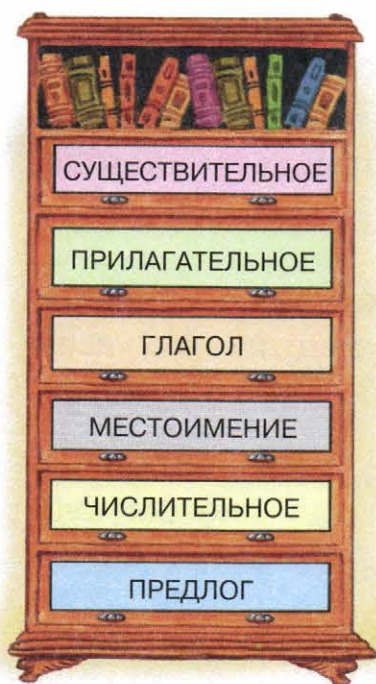 СУЩЕСТВИТЕЛЬНОЕ
ПРИЛАГАТЕЛЬНОЕ
ГЛАГОЛ
МЕСТОИМЕНИЕ
ЧИСЛИТЕЛЬНОЕ
ПРЕДЛОГ